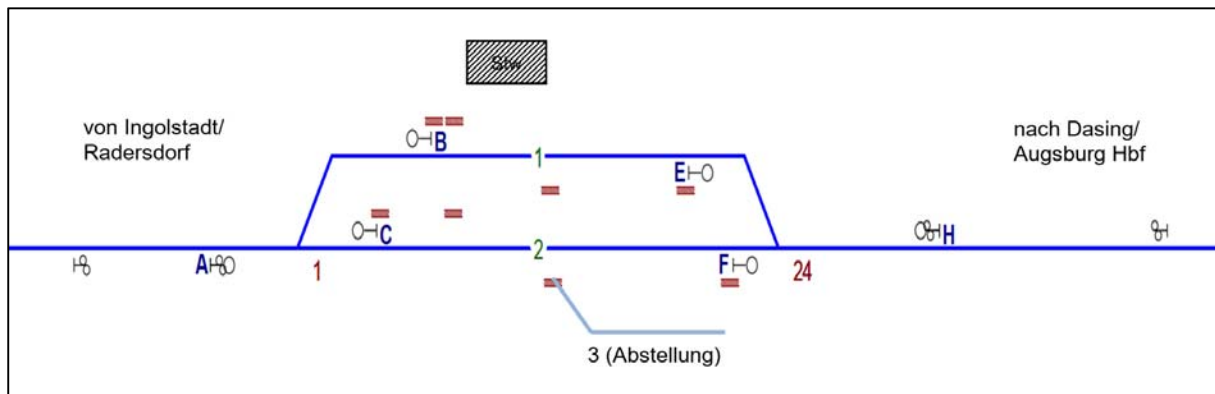 Stw
von Ingolstadt/
Radersdorf
nach Dasing/
Augsburg Hbf
B
1
E
C
2
H
A
1
F
24
3 (Abstellung)